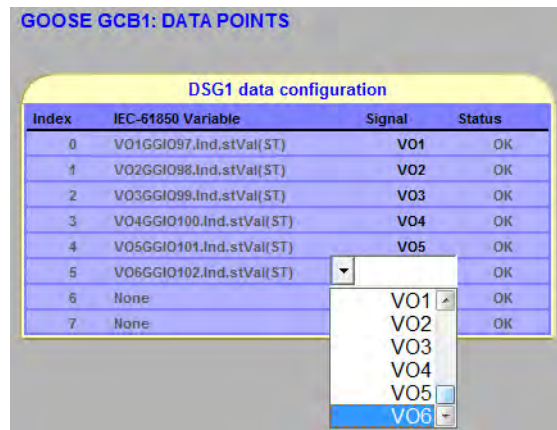 GOOSE GCB1: DATA POINTS
DSG1 data configuration
Index IEC-61850 Variable Signal Status
0 VO1GGIO97.Ind.stVal(ST) VO1 OK
1 VO2GGIO98.Ind.stVal(ST) VO2 OK
2 VO3GGIO99.Ind.stVal(ST) VO3 OK
3 VO4GGIO100.Ind.stVal(ST) VO4 OK
4 VO5GGIO101.Ind.stVal(ST) VO5 OK
5 VO6GGIO102.Ind.stVal(ST) OK
6 None OK
7 None OK
VO1
VO2
VO3
VO4
VO5
VO6